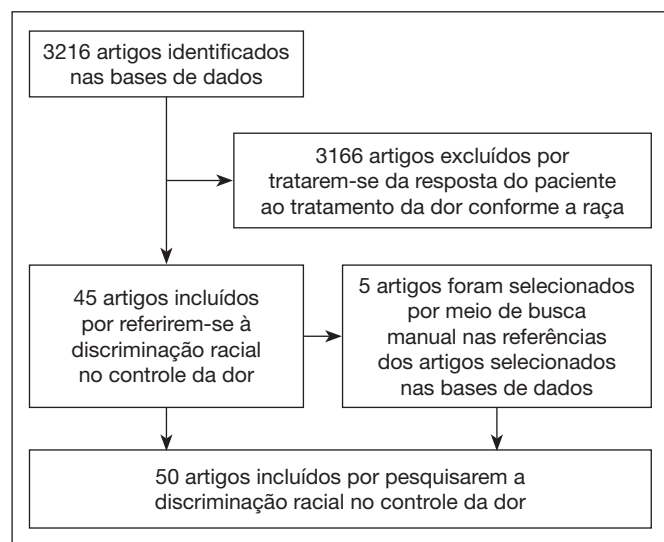 3216 artigos identificados
nas bases de dados
3166 artigos excluídos por
tratarem-se da resposta do paciente
ao tratamento da dor conforme a raça
45 artigos incluídos
por referirem-se à
discriminação racial
no controle da dor
5 artigos foram selecionados
por meio de busca
manual nas referências
dos artigos selecionados
nas bases de dados
50 artigos incluídos por pesquisarem a
discriminação racial no controle da dor